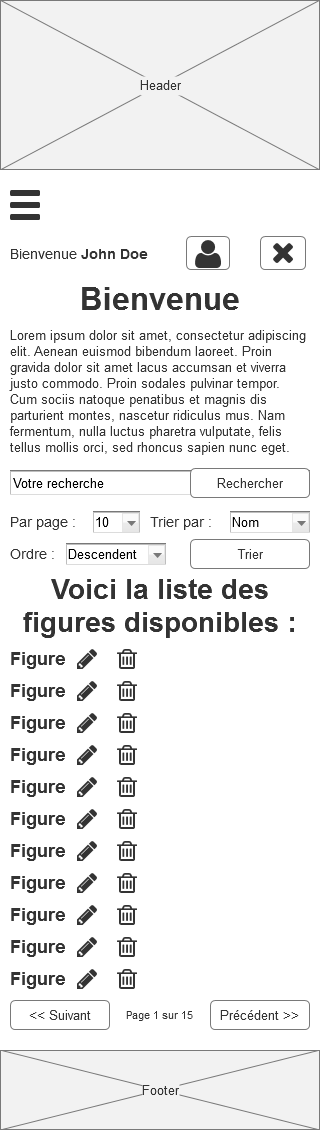 Header
Bienvenue John Doe
Bienvenue
Lorem ipsum dolor sit amet, consectetur adipiscing
elit. Aenean euismod bibendum laoreet. Proin
gravida dolor sit amet lacus accumsan et viverra
justo commodo. Proin sodales pulvinar tempor.
Cum sociis natoque penatibus et magnis dis
parturient montes, nascetur ridiculus mus. Nam
fermentum, nulla luctus pharetra vulputate, felis
tellus mollis orci, sed rhoncus sapien nunc eget.
Votre recherche Rechercher
Par page : 10 Trier par : Nom
Ordre : Descendent Trier
Voici la liste des
figures disponibles :
Figure
Figure
Figure
Figure
Figure
Figure
Figure
Figure
Figure
Figure
Figure
<< Suivant Page 1 sur 15 Précédent >>
Footer